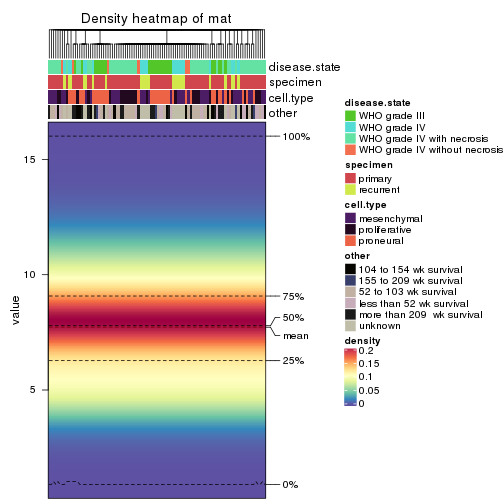 Density heatmap of mat
disease.state
specimen
cell.type
other
value
15
10
5
100%
75%
50%
mean
25%
0%
disease.state
WHO grade III
WHO grade IV
WHO grade IV with necrosis
WHO grade IV without necrosis
specimen
primary
recurrent
cell.type
mesenchymal
proliferative
proneural
other
104 to 154 wk survival
155 to 209 wk survival
52 to 103 wk survival
less than 52 wk survival
more than 209 wk survival
unknown
density
0.2
0.15
0.1
0.05
0